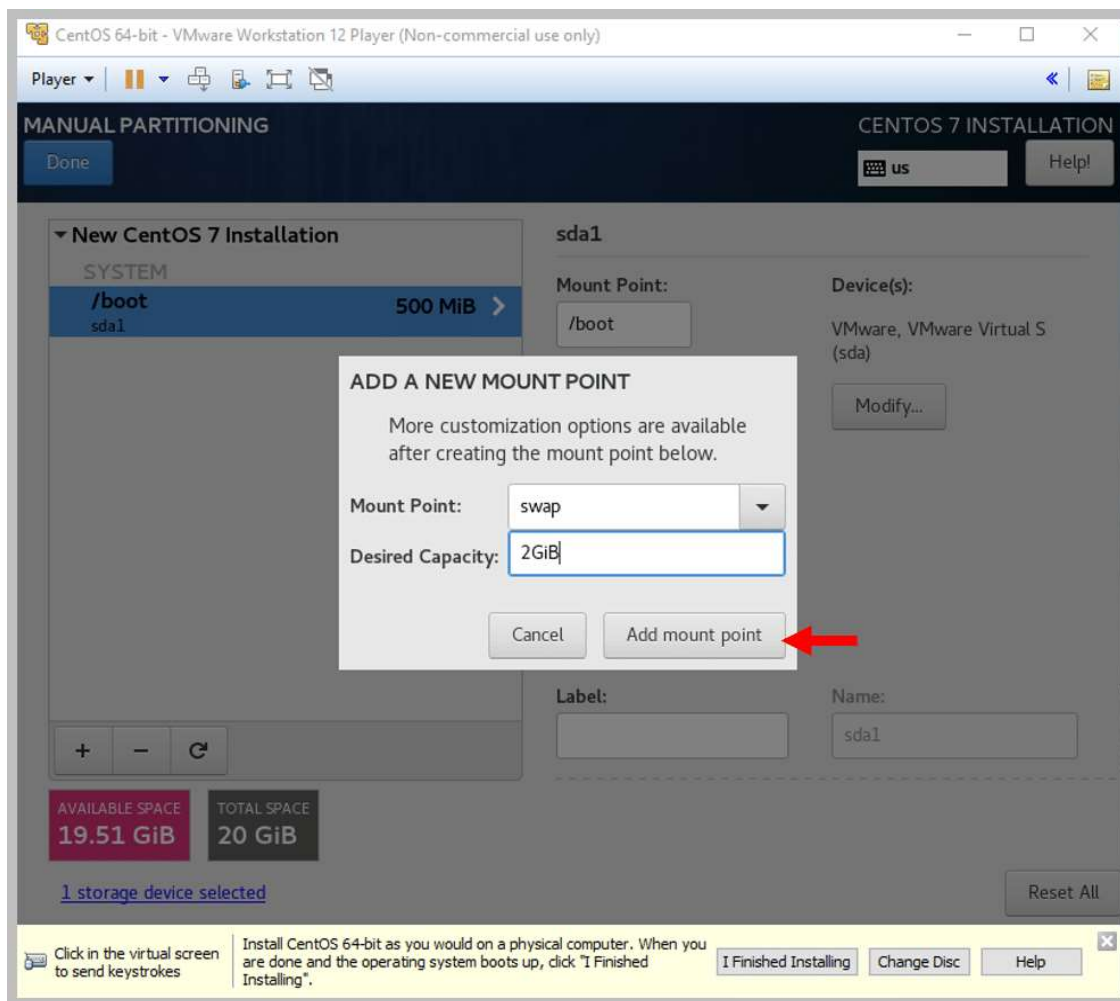 CentOS 64-bit - VMware Workstation 12 Player (Non-commercial use only)
Player
MANUAL PARTITIONING
CENTOS 7 INSTALLATION
Done
us
Help!
New CentOS 7 Installation
SYSTEM
/boot
500 MiB
sda1
sda1
Mount Point:
/boot
Device(s):
VMware, VMware Virtual S
(sda)
Modify...
ADD A NEW MOUNT POINT
More customization options are available
after creating the mount point below.
Mount Point:
swap
Desired Capacity:
2GiB
Cancel
Add mount point
Label:
Name:
sda1
+
-
AVAILABLE SPACE
19.51 GiB
TOTAL SPACE
20 GiB
1 storage device selected
Reset All
Click in the virtual screen
to send keystrokes
Install CentOS 64-bit as you would on a physical computer. When you
are done and the operating system boots up, click "I Finished
Installing".
I Finished Installing
Change Disc
Help